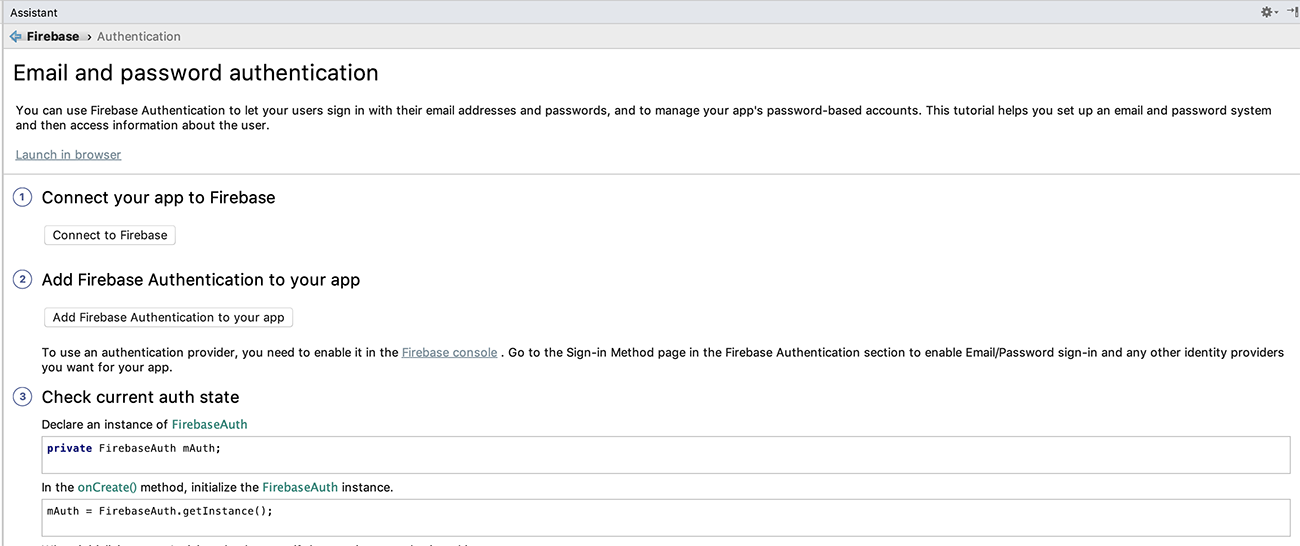 Assistant
Firebase › Authentication
Email and password authentication
You can use Firebase Authentication to let your users sign in with their email addresses and passwords, and to manage your app's password-based accounts. This tutorial helps you set up an email and password system
and then access information about the user.
Launch in browser
1 Connect your app to Firebase
Connect to Firebase
2 Add Firebase Authentication to your app
Add Firebase Authentication to your app
To use an authentication provider, you need to enable it in the Firebase console . Go to the Sign-in Method page in the Firebase Authentication section to enable Email/Password sign-in and any other identity providers
you want for your app.
3 Check current auth state
Declare an instance of FirebaseAuth
private FirebaseAuth mAuth;
In the onCreate() method, initialize the FirebaseAuth instance.
mAuth = FirebaseAuth.getInstance();